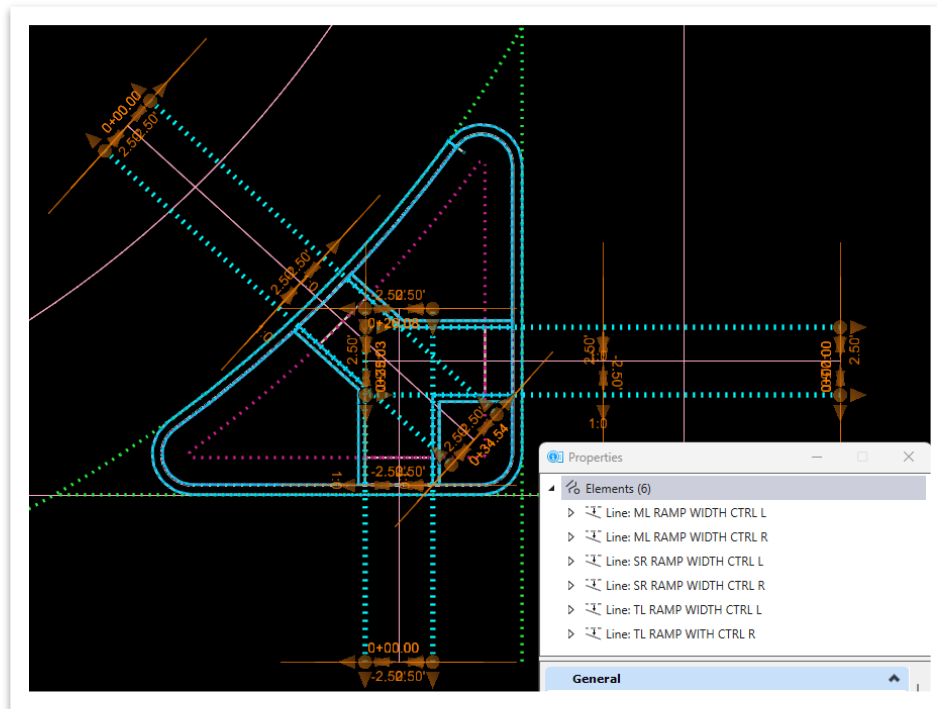 0+00.00
2.50'
2.50'
2.50'
2.50'
1:0
-2.50'
2.50'
2.50'
2.50'
-2.50'
2.50'
1:0
2.50'
2.50'
0+34.54
1:0
-2.50'
2.50'
0+00.00
-2.50'
2.50'
Properties
Elements (6)
Line: ML RAMP WIDTH CTRL L
Line: ML RAMP WIDTH CTRL R
Line: SR RAMP WIDTH CTRL L
Line: SR RAMP WIDTH CTRL R
Line: TL RAMP WIDTH CTRL L
Line: TL RAMP WITH CTRL R
General